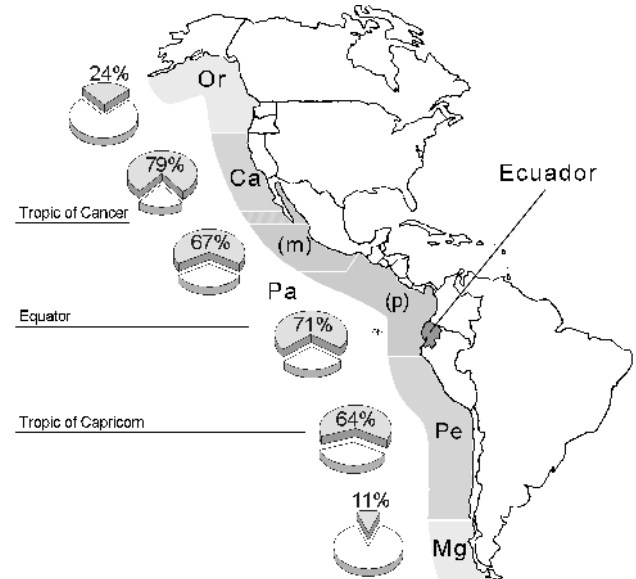 24%
Or
79%
Ca
Ecuador
Tropic of Cancer
67%
(m)
Pa
(p)
Equator
71%
Tropic of Capricorn
64%
Pe
11%
Mg